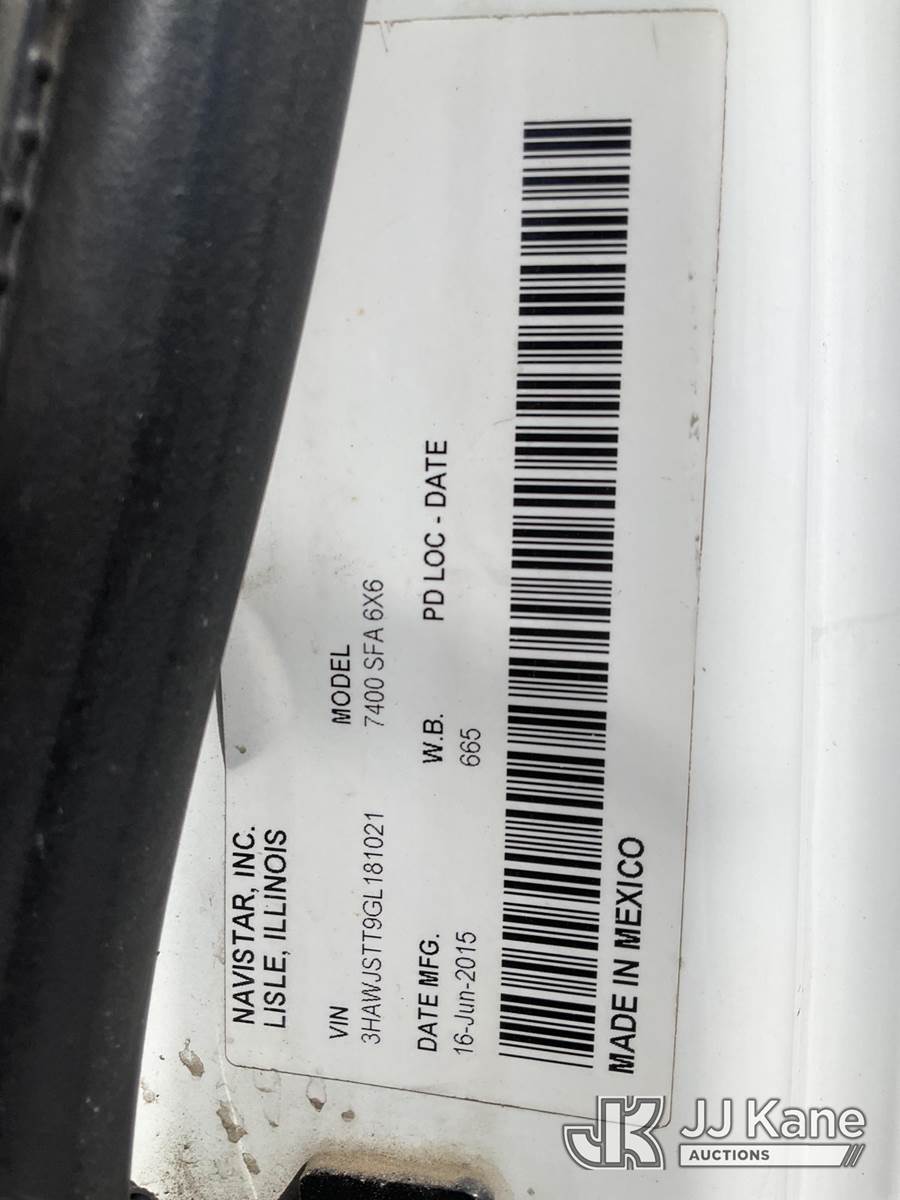 NAVISTAR, INC.
LISLE, ILLINOIS
VIN MODEL
3HAWJSTT9GL181021 7400 SFA 6X6
DATE MFG. W.B. PD LOC - DATE
16-Jun-2015 665
MADE IN MEXICO
JK JJ Kane
AUCTIONS